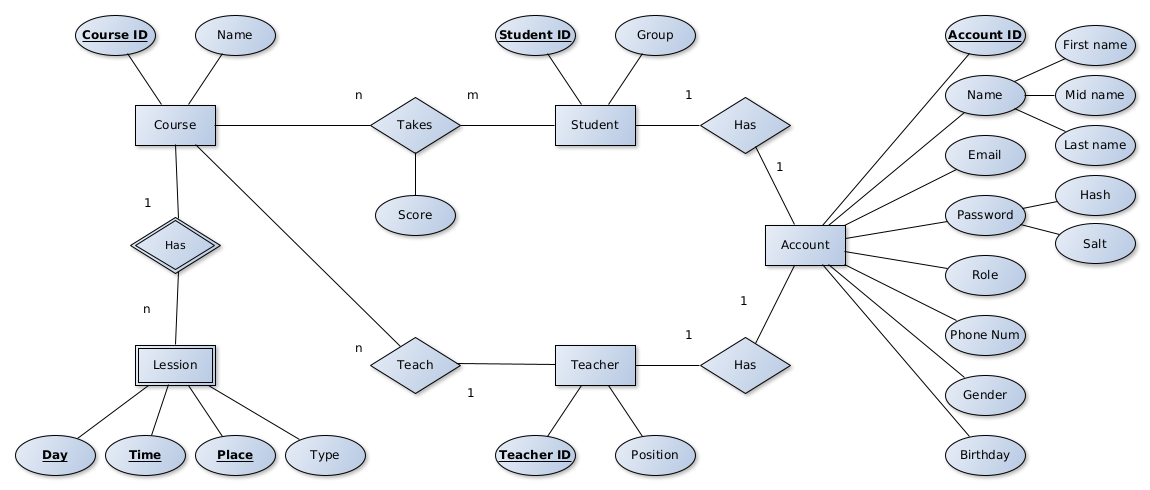 Course ID
Name
Student ID
Group
Account ID
First name
Name
Mid name
Last name
n
m
1
Course
Takes
Student
Has
Email
1
Score
Password
Hash
Salt
1
Has
Account
Role
n
1
Phone Num
n
1
1
Lession
Teach
Teacher
Has
Gender
Day
Time
Place
Type
Teacher ID
Position
Birthday